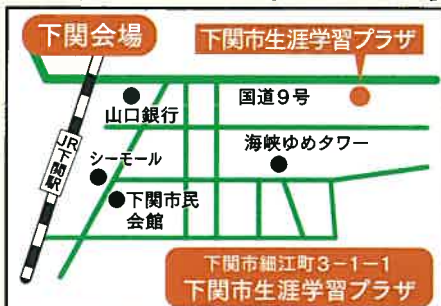 下関会場
下関市生涯学習プラザ
国道9号
山口銀行
海峡ゆめタワー
JR下関駅
シーモール
下関市民
会館
下関市細江町3-1-1
下関市生涯学習プラザ